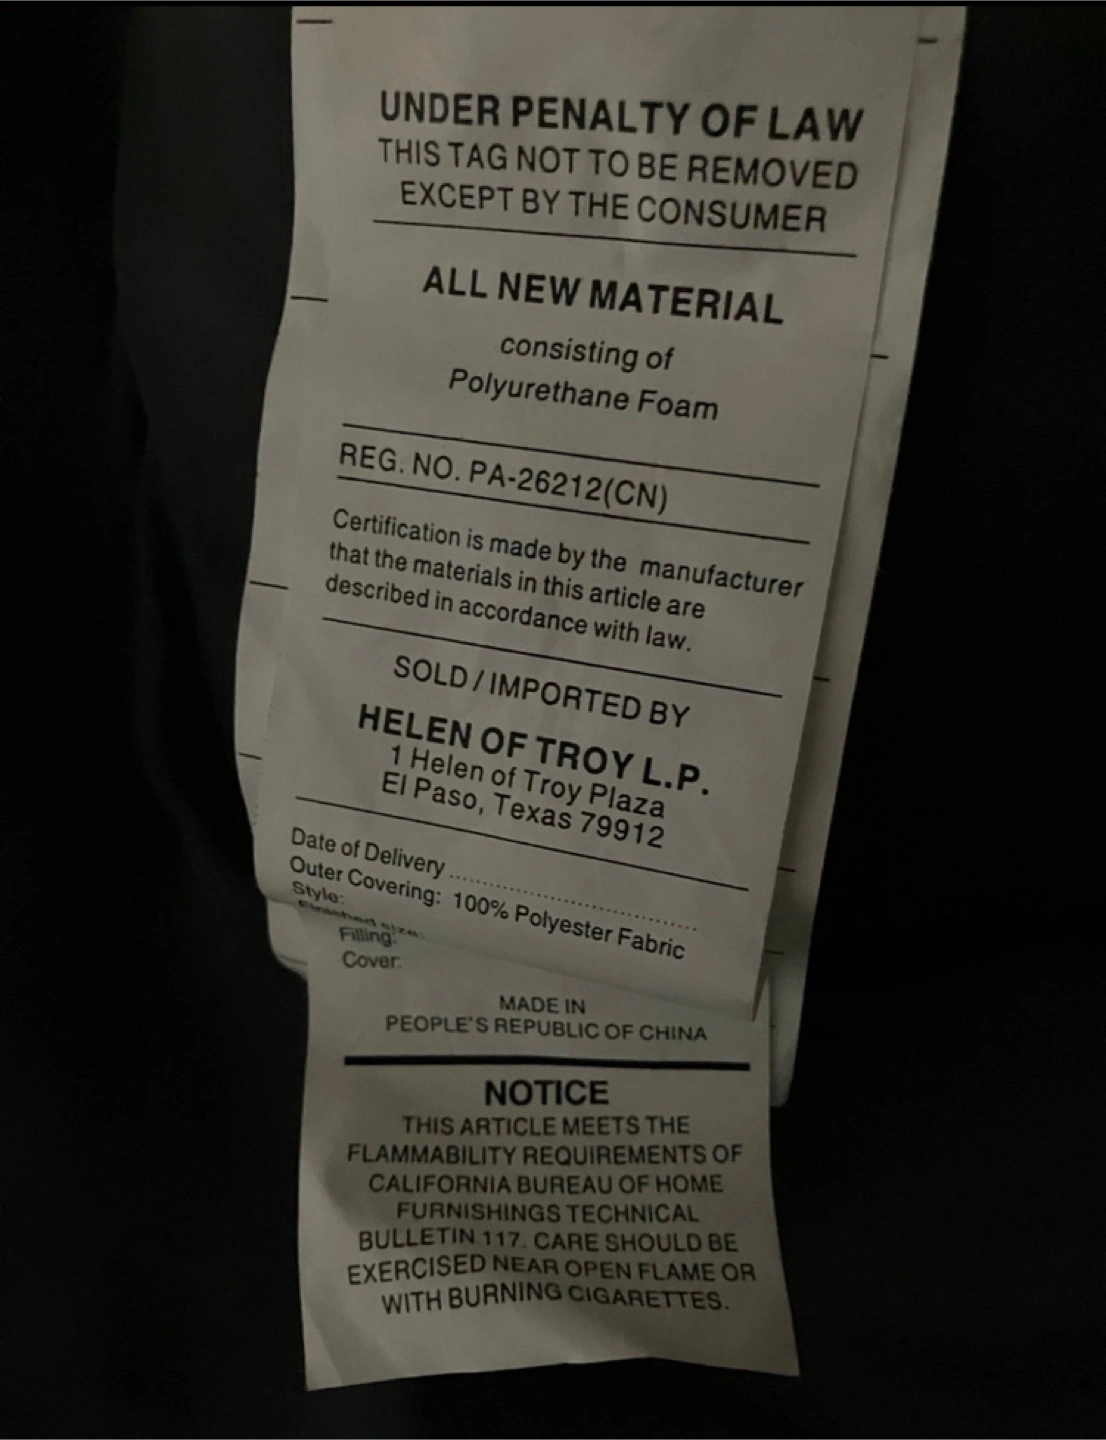 UNDER PENALTY OF LAW
THIS TAG NOT TO BE REMOVED
EXCEPT BY THE CONSUMER
ALL NEW MATERIAL
consisting of
Polyurethane Foam
REG. NO. PA-26212(CN)
Certification is made by the manufacturer
that the materials in this article are
described in accordance with law.
SOLD / IMPORTED BY
HELEN OF TROY L.P.
1 Helen of Troy Plaza
El Paso, Texas 79912
Date of Delivery ........................................
Outer Covering: 100% Polyester Fabric
Style:
Finished size:
Filling:
Cover:
MADE IN
PEOPLE'S REPUBLIC OF CHINA
NOTICE
THIS ARTICLE MEETS THE
FLAMMABILITY REQUIREMENTS OF
CALIFORNIA BUREAU OF HOME
FURNISHINGS TECHNICAL
BULLETIN 117. CARE SHOULD BE
EXERCISED NEAR OPEN FLAME OR
WITH BURNING CIGARETTES.